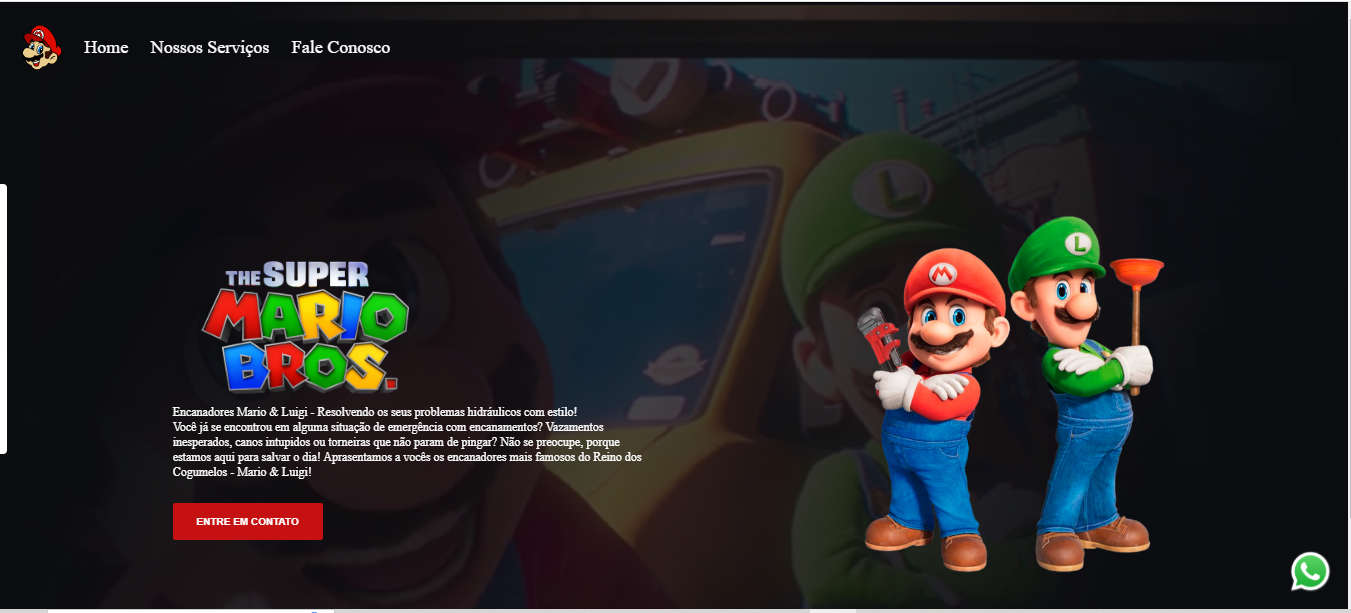 Home Nossos Serviços Fale Conosco
THE SUPER
MARIO
BROS.
Encanadores Mario & Luigi - Resolvendo os seus problemas hidráulicos com estilo!
Você já se encontrou em alguma situação de emergência com encanamentos? Vazamentos
inesperados, canos intupidos ou torneiras que não param de pingar? Não se preocupe, porque
estamos aqui para salvar o dia! Aprasentamos a vocês os encanadores mais famosos do Reino dos
Cogumelos - Mario & Luigi!
ENTRE EM CONTATO
M
L
L